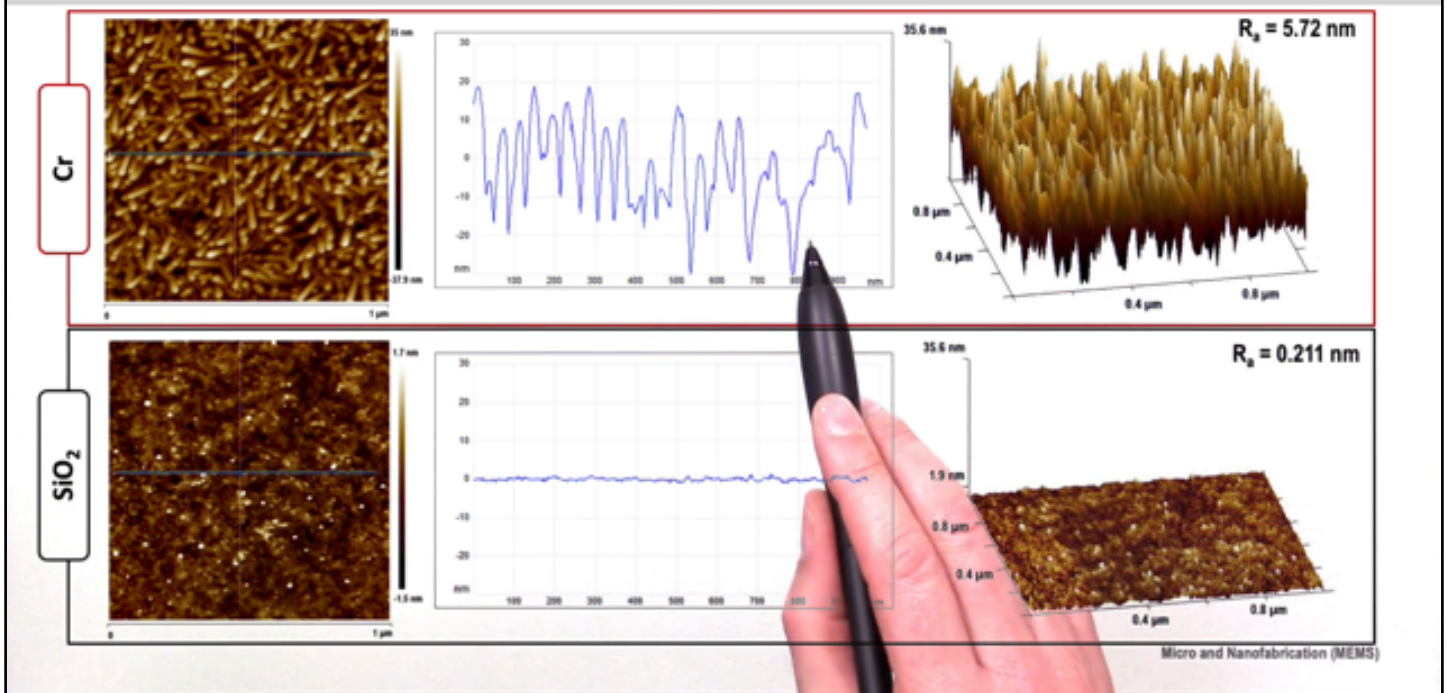 Cr
35 nm
-37.9 nm
0
1 µm
30
20
10
0
-10
-20
nm
100
200
300
400
500
600
700
nm
35.6 nm
0.8 µm
0.4 µm
0.4 µm
0.8 µm
Ra = 5.72 nm
SiO2
1.7 nm
-1.5 nm
0
1 µm
30
20
10
0
-10
-20
nm
100
200
300
400
500
600
700
800
35.6 nm
1.9 nm
0.8 µm
0.4 µm
0.4 µm
0.8 µm
Ra = 0.211 nm
Micro and Nanofabrication (MEMS)